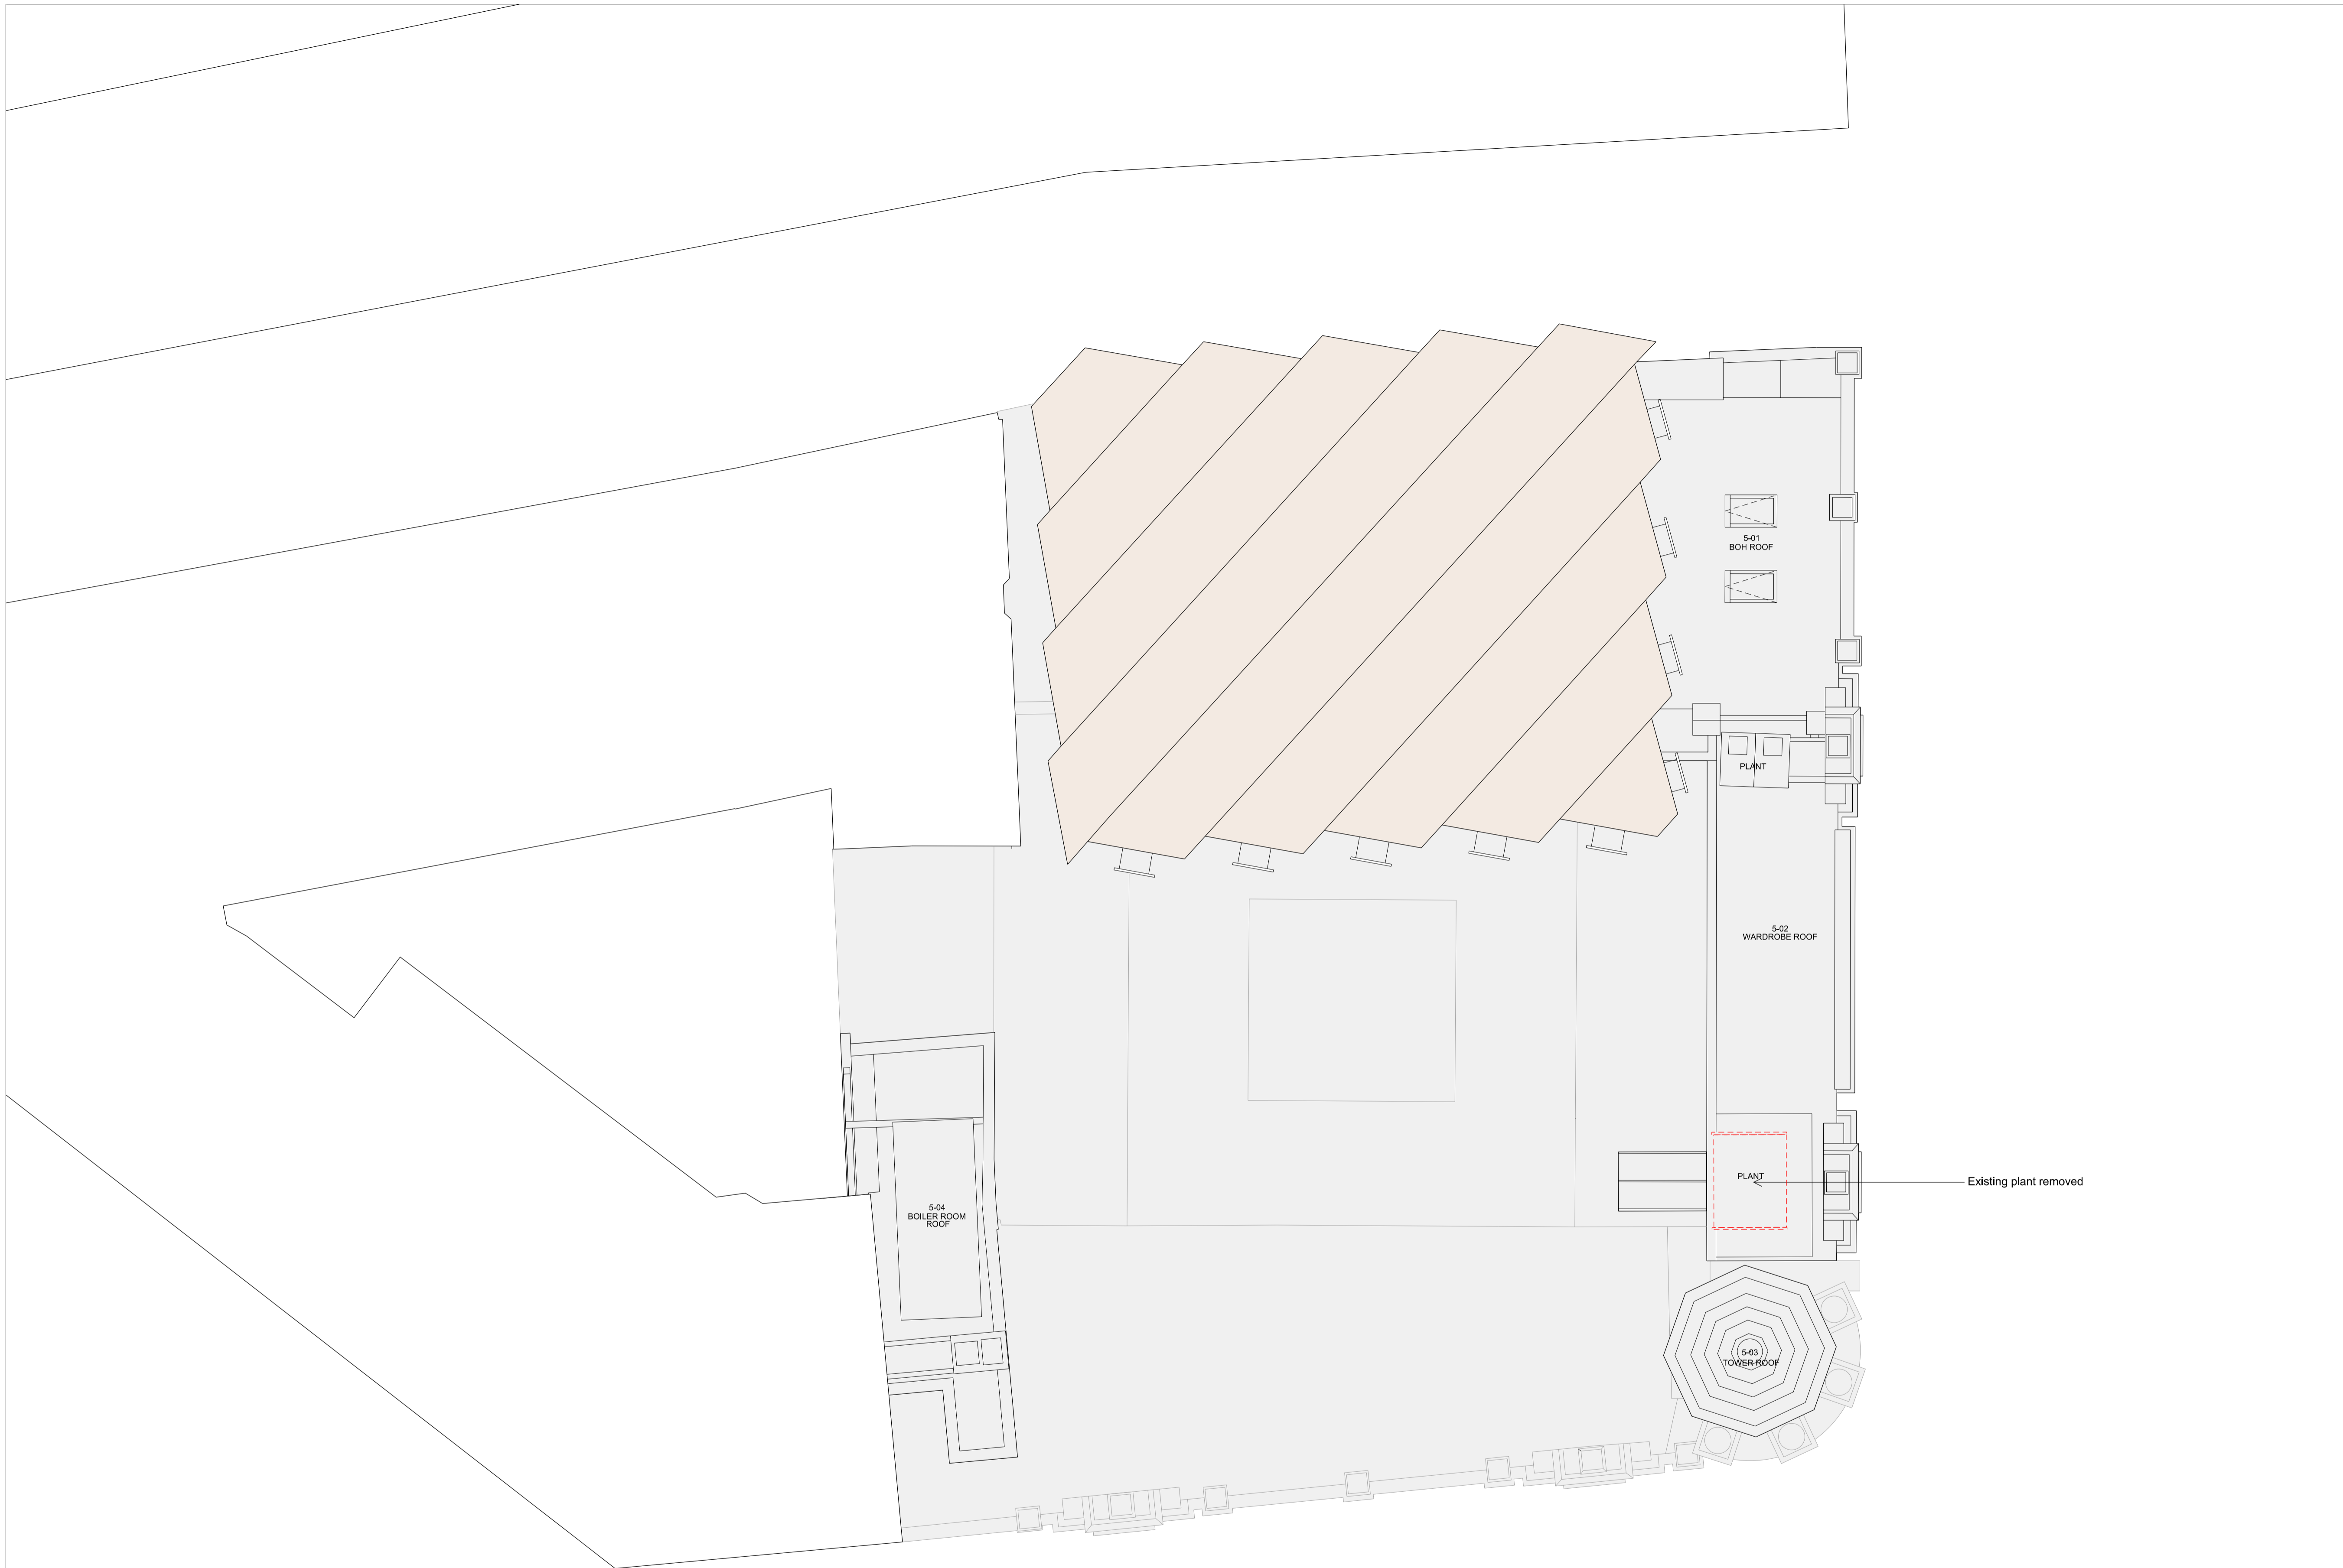 5-01
BOH ROOF
PLANT
5-02
WARDROBE ROOF
PLANT
Existing plant removed
5-04
BOILER ROOM
ROOF
5-03
TOWER ROOF